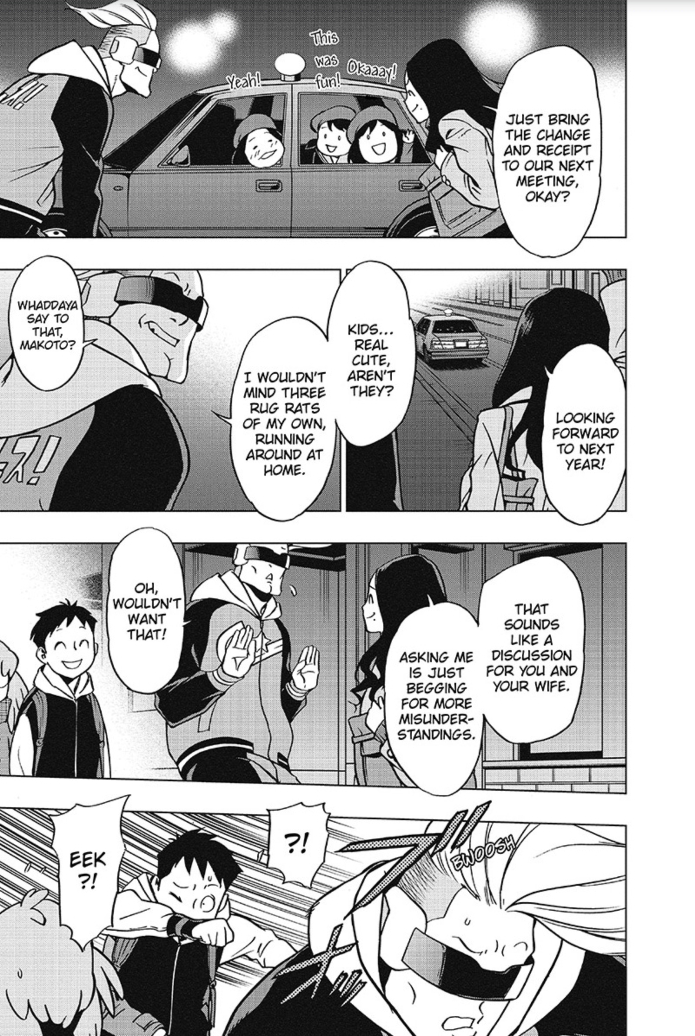 JUST BRING
THE CHANGE
AND RECEIPT
TO OUR NEXT
MEETING,
OKAY?
Okaaay!
This
was
fun!
Yeah!
LOOKING
FORWARD
TO NEXT
YEAR!
KIDS...
REAL
CUTE,
AREN'T
THEY?
I WOULDN'T
MIND THREE
RUG RATS
OF MY OWN,
RUNNING
AROUND AT
HOME.
WHADDAYA
SAY TO
THAT,
MAKOTO?
ス!
THAT
SOUNDS
LIKE A
DISCUSSION
FOR YOU AND
YOUR WIFE.
ASKING ME
IS JUST
BEGGING
FOR MORE
MISUNDER-
STANDINGS.
OH,
WOULDN'T
WANT
THAT!
BWOOSH
?!
EEK
?!